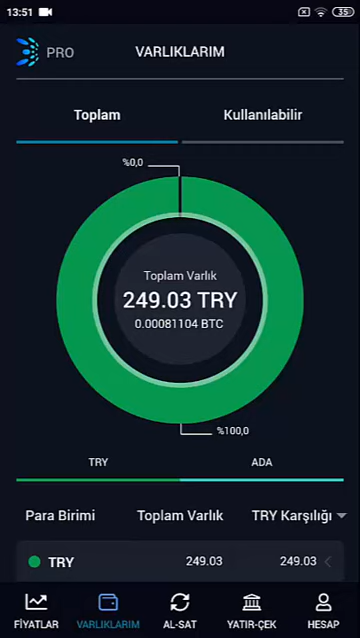 13:51
35
PRO
VARLIKLARIM
Toplam
Kullanılabilir
%0,0
Toplam Varlık
249.03 TRY
0.00081104 BTC
%100,0
TRY
ADA
Para Birimi
Toplam Varlık
TRY Karşılığı
TRY
249.03
249.03
FİYATLAR
VARLIKLARIM
AL-SAT
YATIR-ÇEK
HESAP